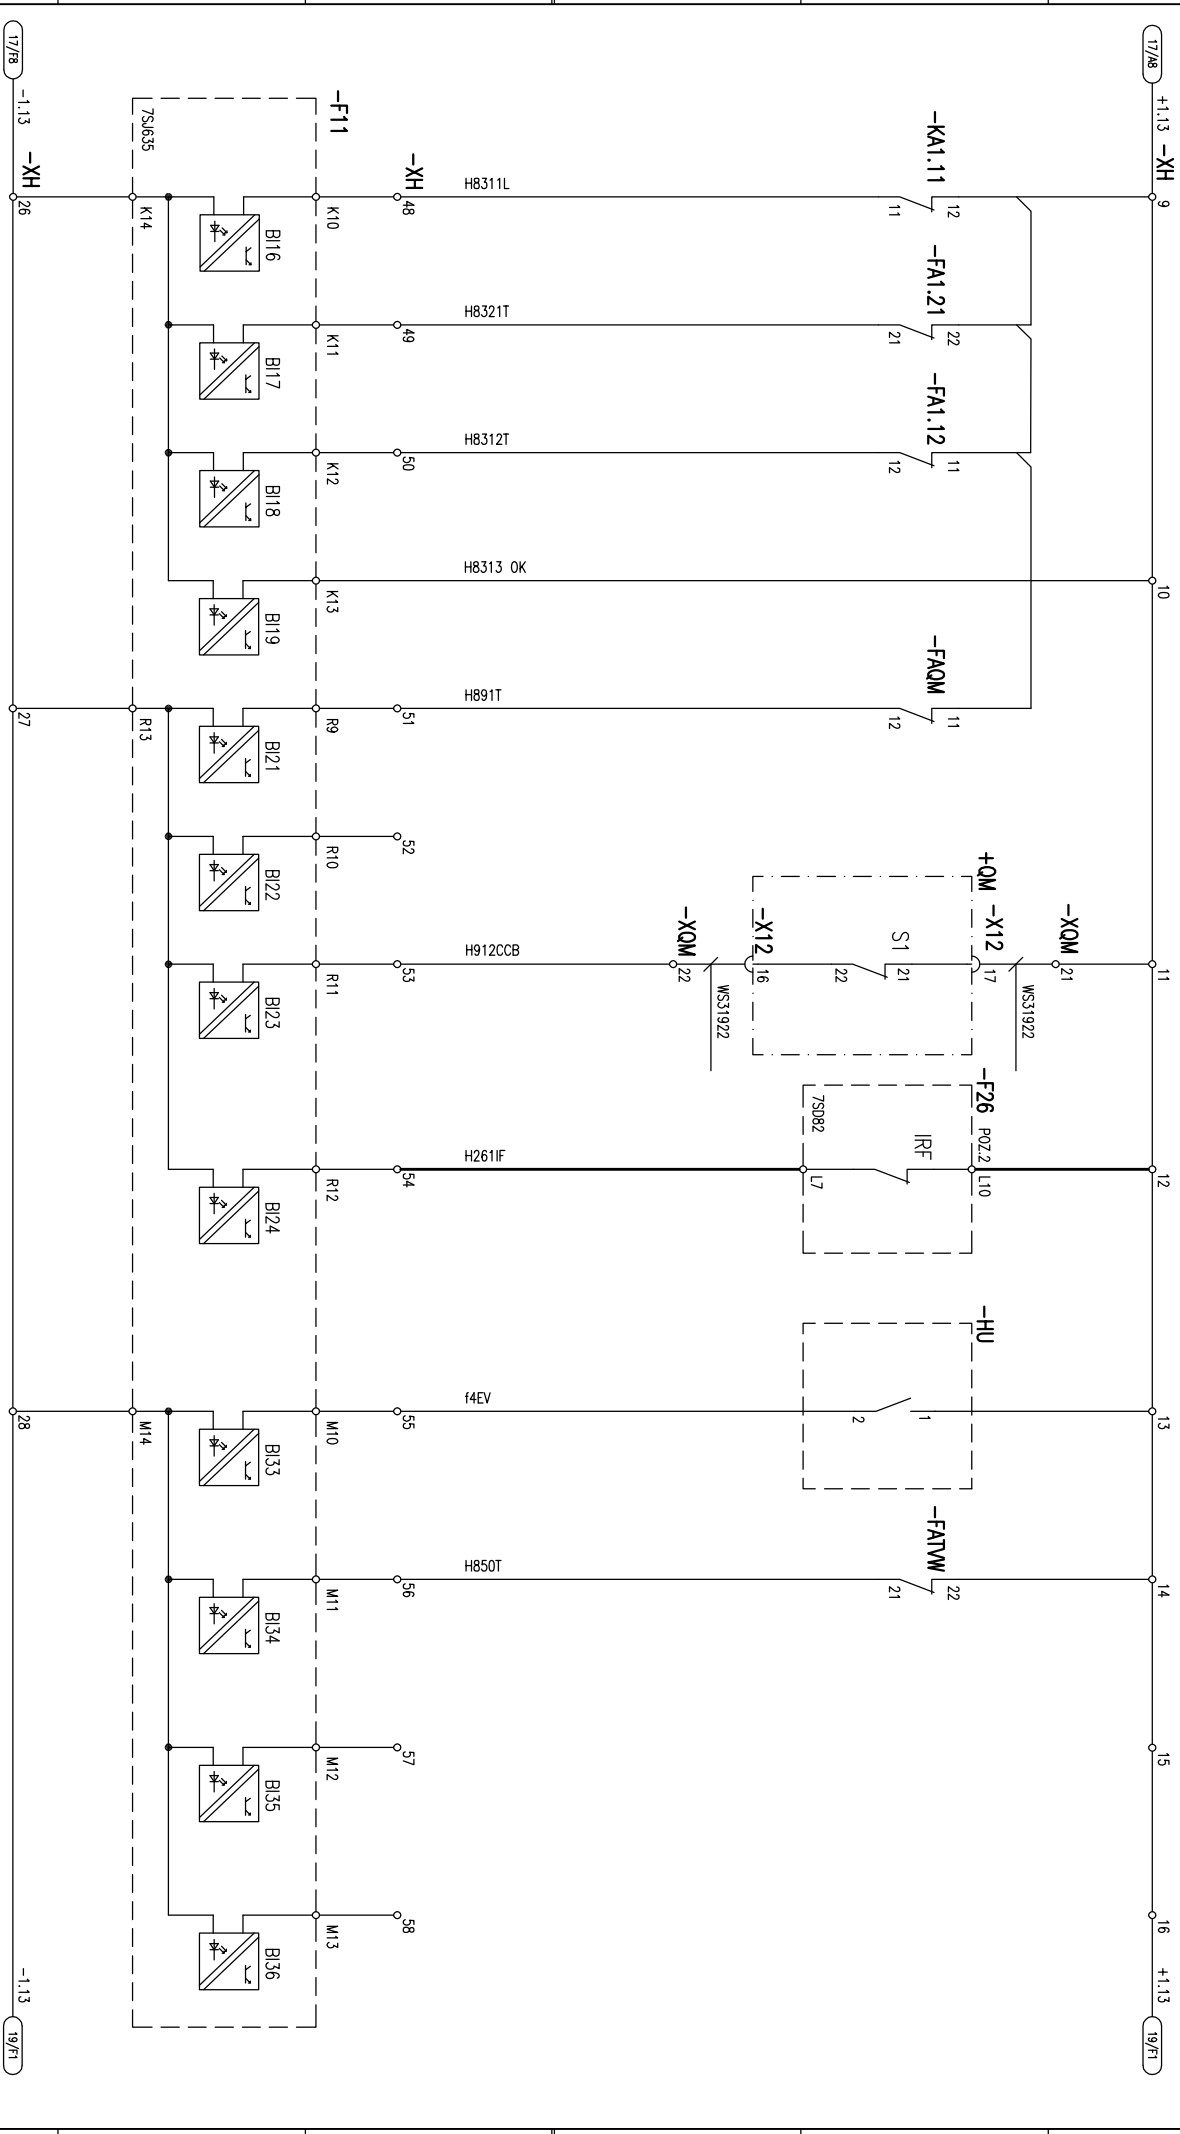 17/A8
+1.13
-XH
9
10
11
12
13
14
15
16
+1.13
19/F1
-KA1.11
12
11
-FA1.21
22
21
-FA1.12
11
12
-FAQM
11
12
-XQM
21
WS31922
-X12
17
+QM
S1
21
22
-X12
16
WS31922
-XQM
22
-F26
POZ.2
L10
IRF
7SD82
L7
-HU
1
2
-FATVW
22
21
H8311L
H8321T
H8312T
H8313 OK
H891T
H912CCB
H261IF
f4EV
H850T
-XH
48
49
50
51
52
53
54
55
56
57
58
-F11
K10
K11
K12
K13
R9
R10
R11
R12
M10
M11
M12
M13
BI16
BI17
BI18
BI19
BI21
BI22
BI23
BI24
BI33
BI34
BI35
BI36
7SJ635
K14
R13
M14
17/F8
-1.13
-XH
26
27
28
-1.13
19/F1